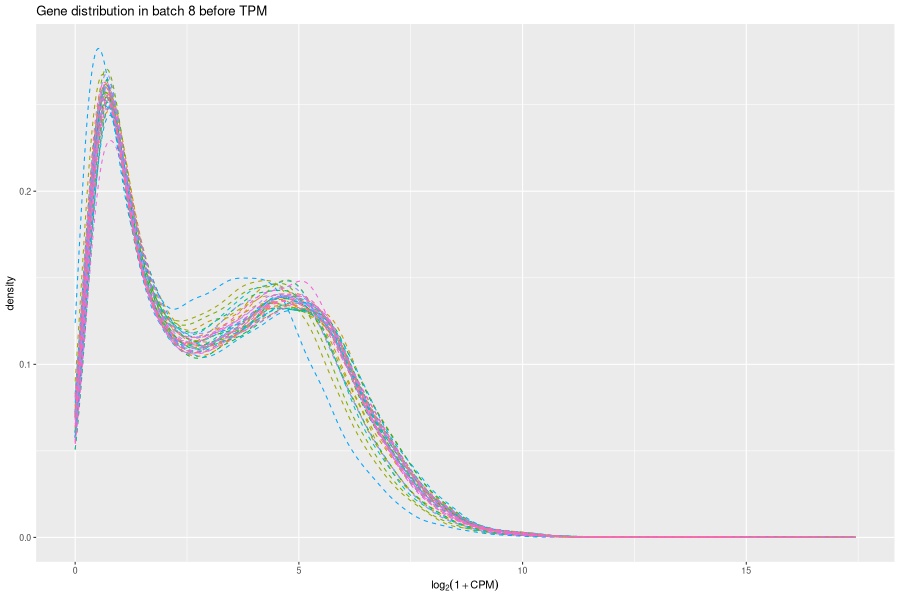 Gene distribution in batch 8 before TPM
density
0.2
0.1
0.0
0 5 10 15
log₂(1 + CPM)